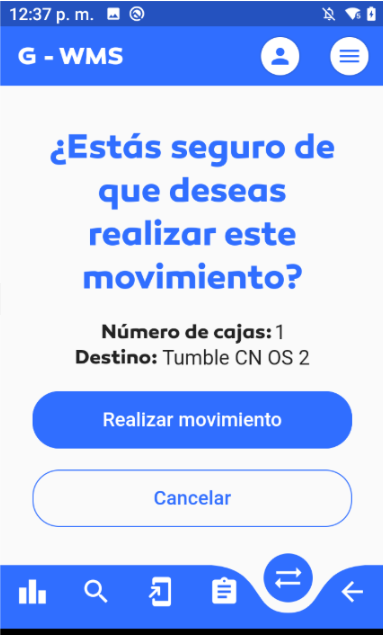 12:37 p. m.
G - WMS
¿Estás seguro de
que deseas
realizar este
movimiento?
Número de cajas: 1
Destino: Tumble CN OS 2
Realizar movimiento
Cancelar